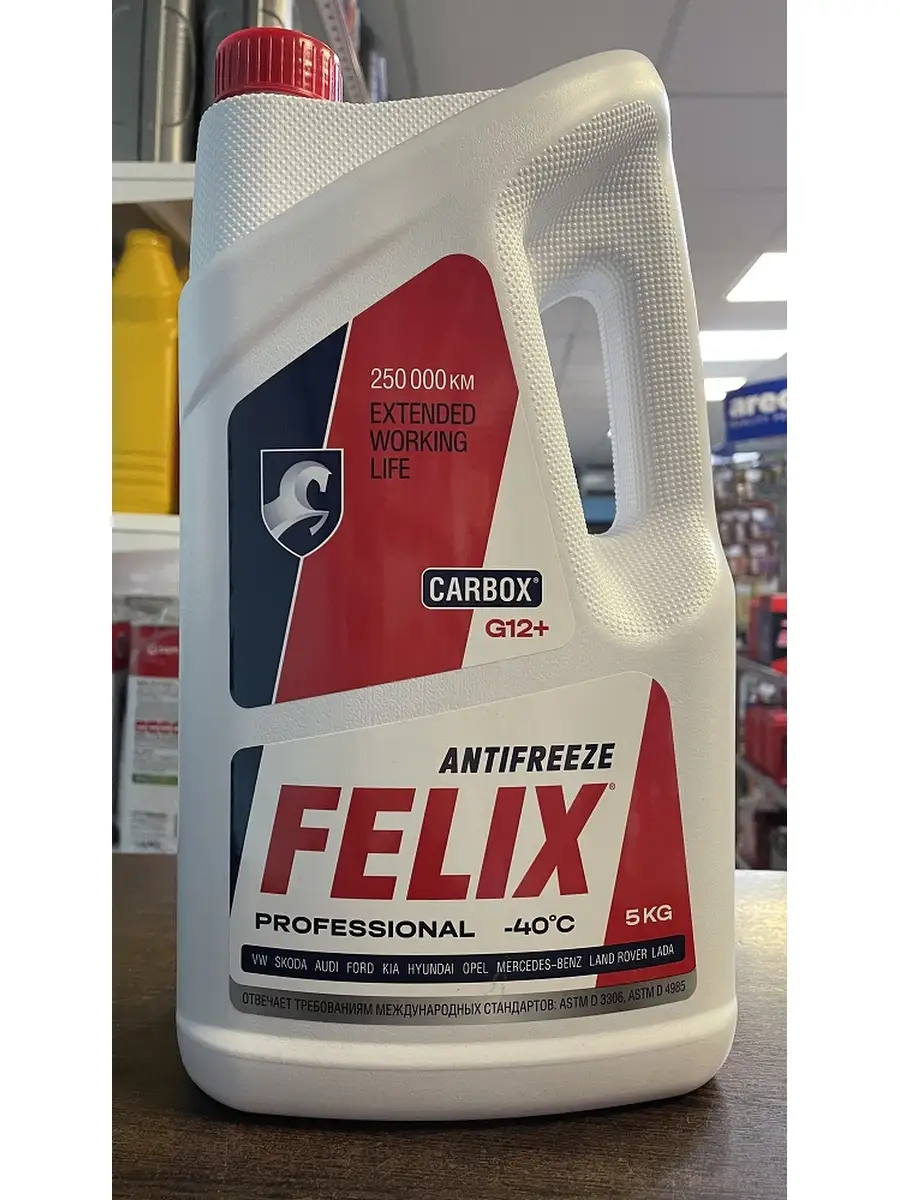 250 000 KM
EXTENDED
WORKING
LIFE
CARBOX®
G12+
ANTIFREEZE
FELIX®
PROFESSIONAL -40°C
5 KG
VW SKODA AUDI FORD KIA HYUNDAI OPEL MERCEDES-BENZ LAND ROVER LADA
ОТВЕЧАЕТ ТРЕБОВАНИЯМ МЕЖДУНАРОДНЫХ СТАНДАРТОВ: ASTM D 3306, ASTM D 4985